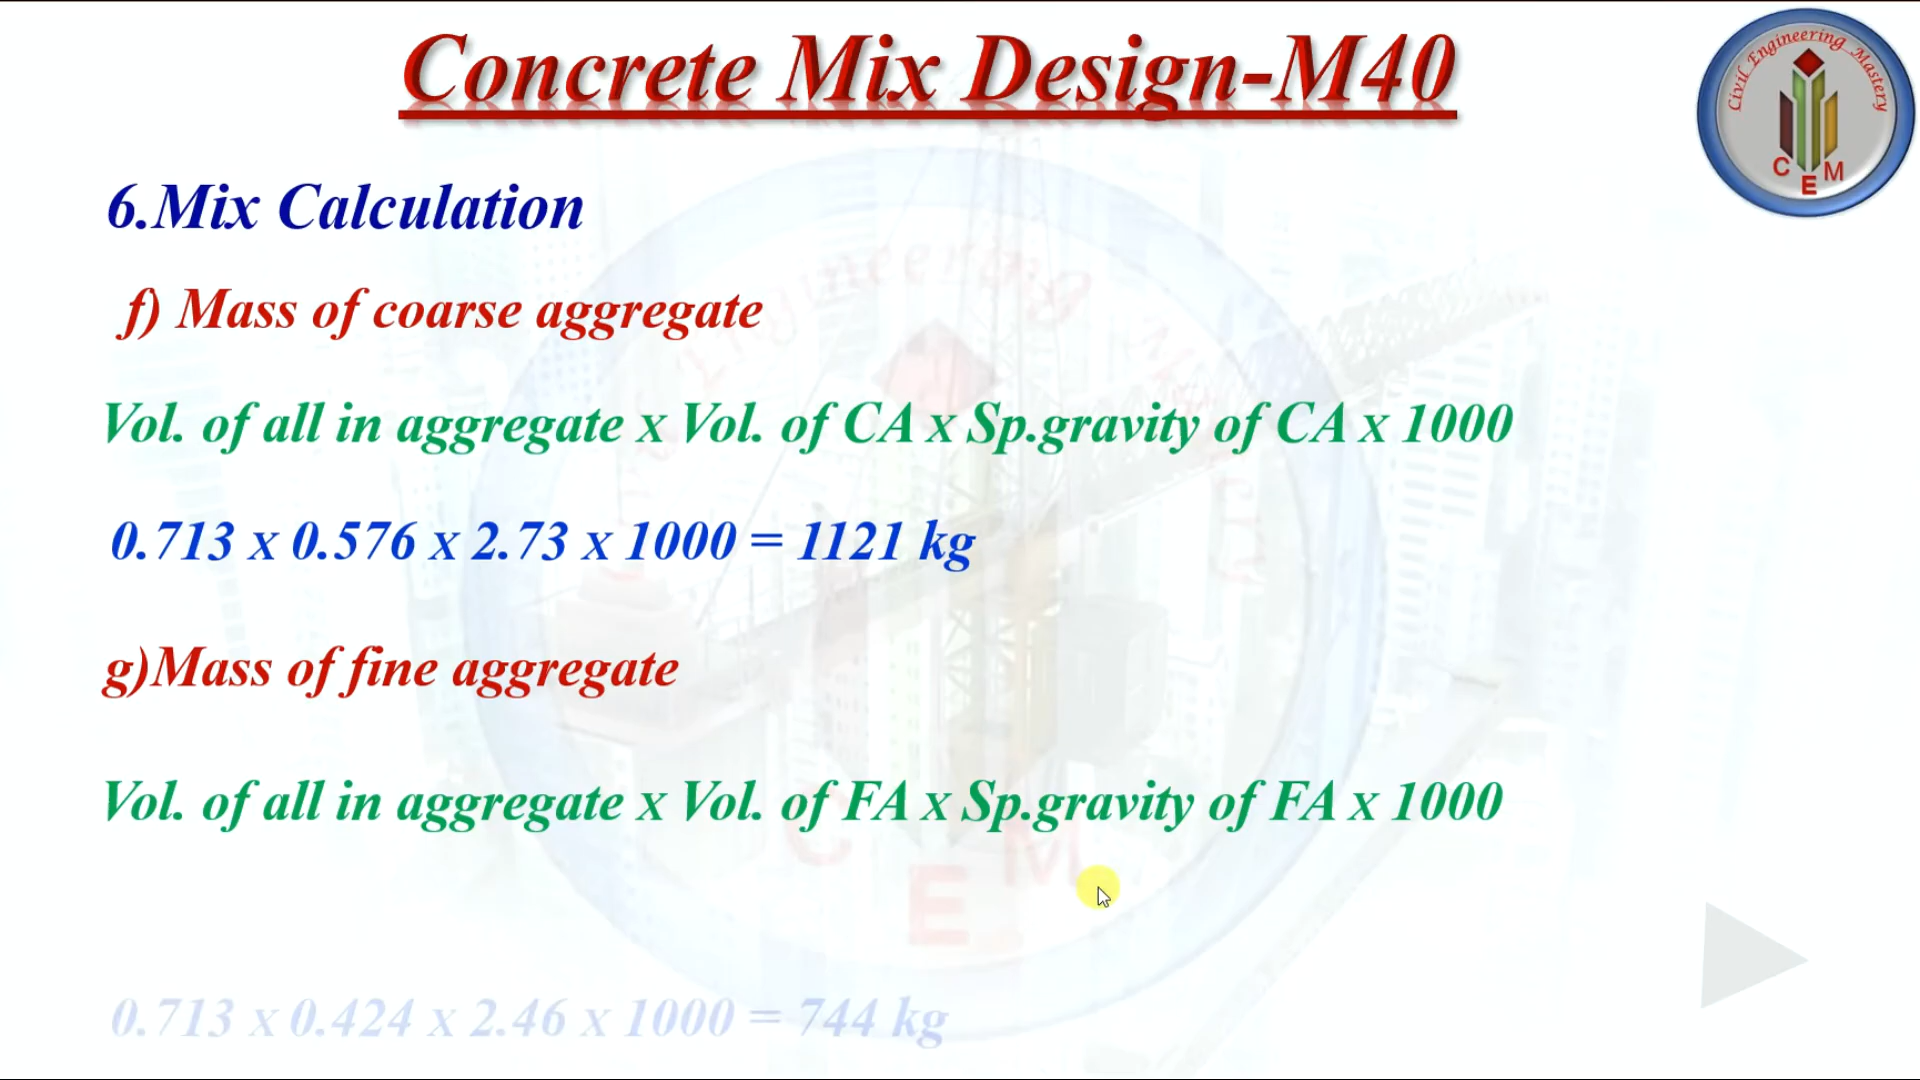 Concrete Mix Design-M40
Civil Engineering Mastery
C E M
6.Mix Calculation
f) Mass of coarse aggregate
Vol. of all in aggregate x Vol. of CA x Sp.gravity of CA x 1000
0.713 x 0.576 x 2.73 x 1000 = 1121 kg
g)Mass of fine aggregate
Vol. of all in aggregate x Vol. of FA x Sp.gravity of FA x 1000
C E M
0.713 x 0.424 x 2.46 x 1000 = 744 kg